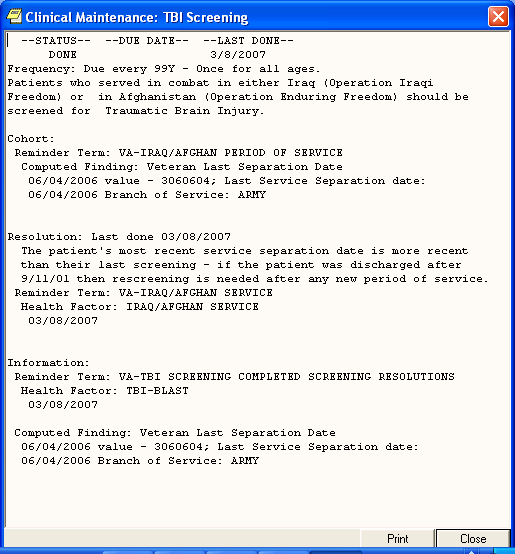 Clinical Maintenance: TBI Screening
--STATUS-- --DUE DATE-- --LAST DONE--
DONE 3/8/2007
Frequency: Due every 99Y - Once for all ages.
Patients who served in combat in either Iraq (Operation Iraqi
Freedom) or in Afghanistan (Operation Enduring Freedom) should be
screened for Traumatic Brain Injury.
Cohort:
Reminder Term: VA-IRAQ/AFGHAN PERIOD OF SERVICE
Computed Finding: Veteran Last Separation Date
06/04/2006 value - 3060604; Last Service Separation date:
06/04/2006 Branch of Service: ARMY
Resolution: Last done 03/08/2007
The patient's most recent service separation date is more recent
than their last screening - if the patient was discharged after
9/11/01 then rescreening is needed after any new period of service.
Reminder Term: VA-IRAQ/AFGHAN SERVICE
Health Factor: IRAQ/AFGHAN SERVICE
03/08/2007
Information:
Reminder Term: VA-TBI SCREENING COMPLETED SCREENING RESOLUTIONS
Health Factor: TBI-BLAST
03/08/2007
Computed Finding: Veteran Last Separation Date
06/04/2006 value - 3060604; Last Service Separation date:
06/04/2006 Branch of Service: ARMY
Print Close